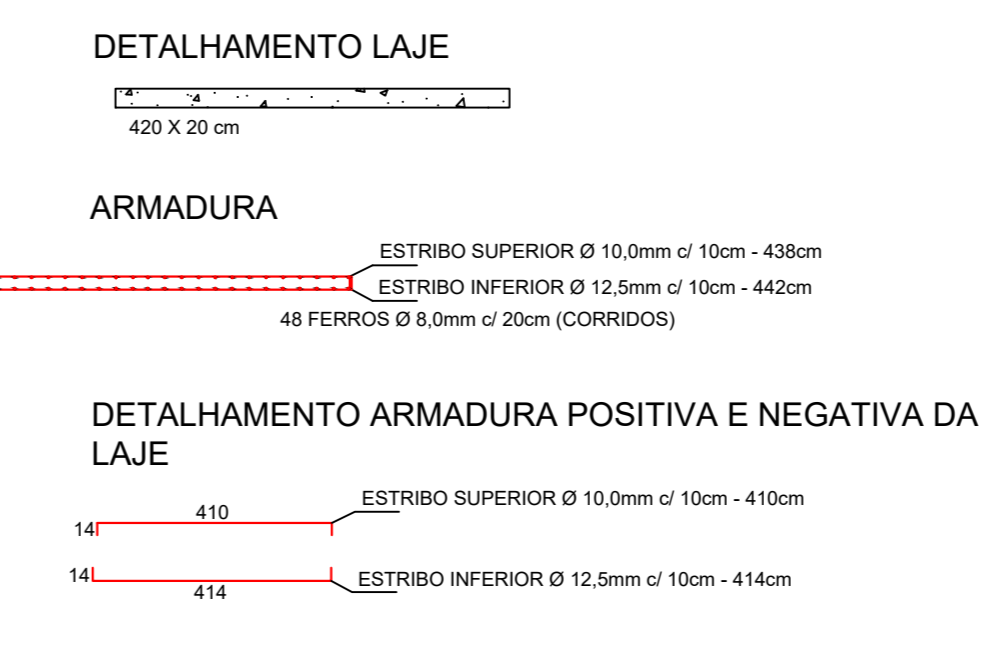 DETALHAMENTO LAJE
420 X 20 cm
ARMADURA
ESTRIBO SUPERIOR Ø 10,0mm c/ 10cm - 438cm
ESTRIBO INFERIOR Ø 12,5mm c/ 10cm - 442cm
48 FERROS Ø 8,0mm c/ 20cm (CORRIDOS)
DETALHAMENTO ARMADURA POSITIVA E NEGATIVA DA
LAJE
ESTRIBO SUPERIOR Ø 10,0mm c/ 10cm - 410cm
410
14
14
ESTRIBO INFERIOR Ø 12,5mm c/ 10cm - 414cm
414